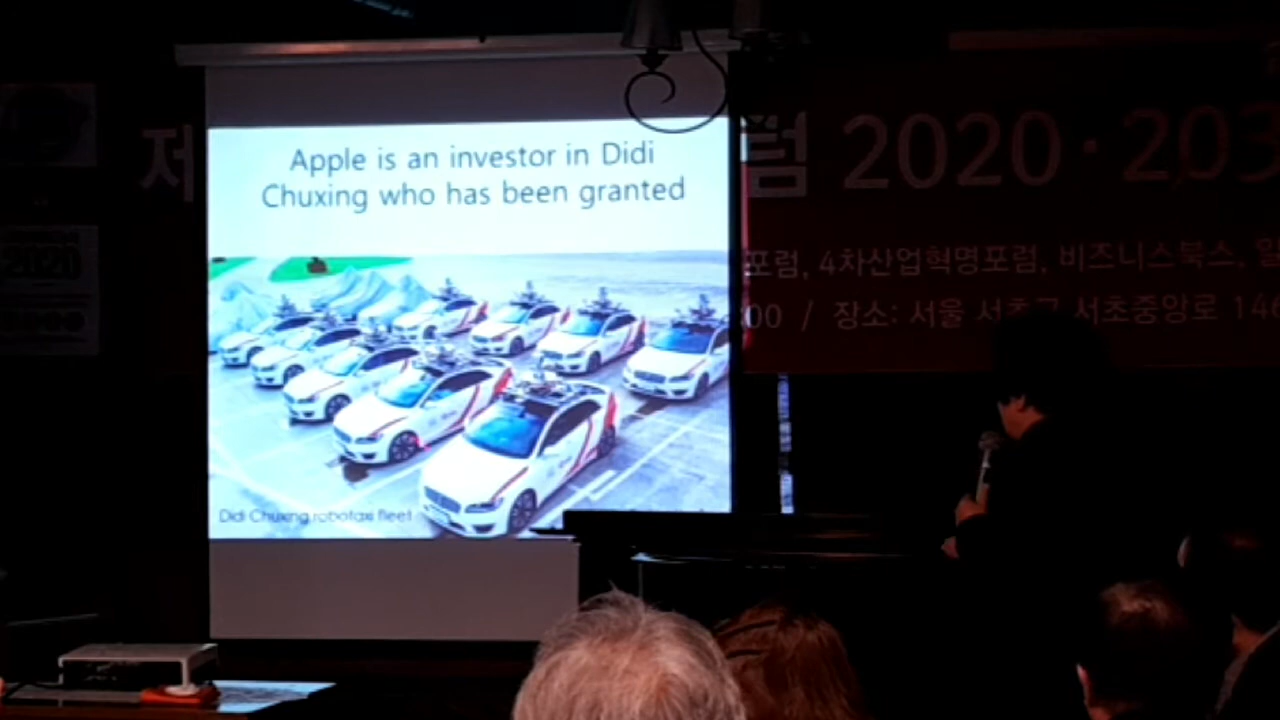 Apple is an investor in Didi
Chuxing who has been granted
Didi Chuxing robotaxi fleet
제
럼 2020·203
포럼, 4차산업혁명포럼, 비즈니스북스,
:00 / 장소: 서울 서초구 서초중앙로 14
2020